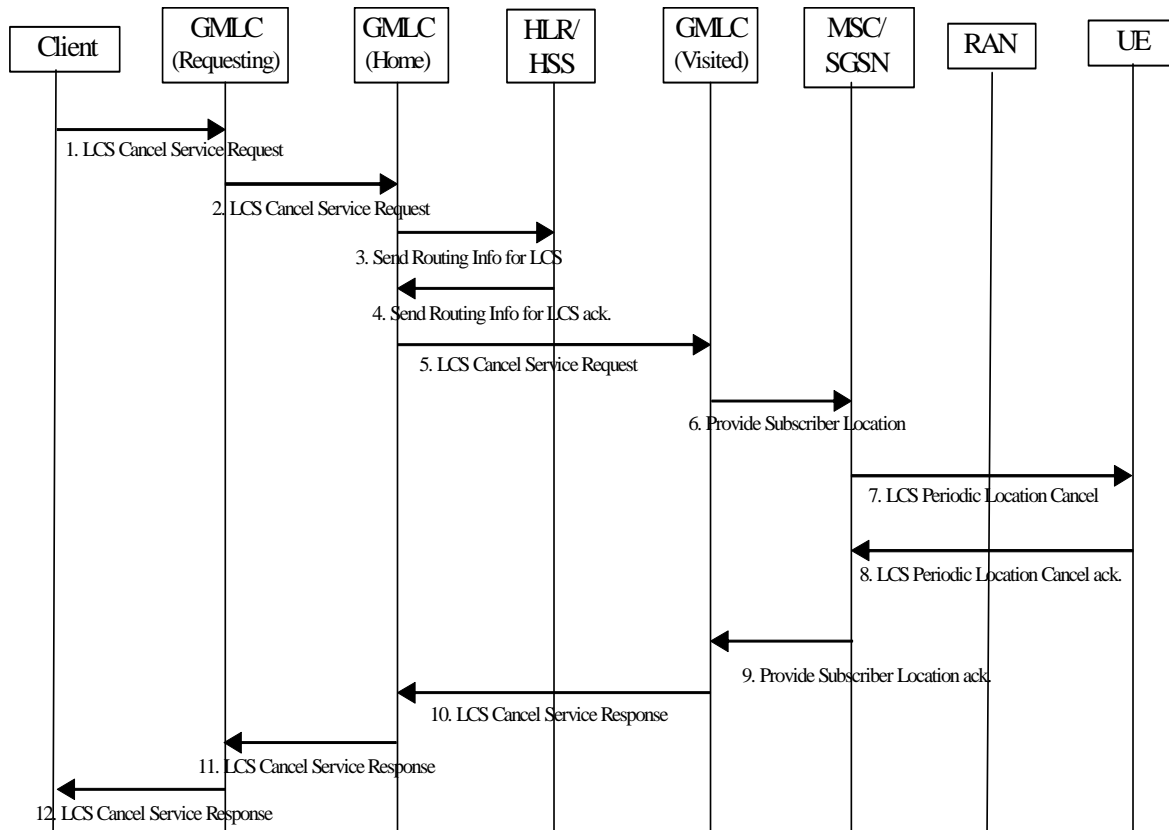 Client
GMLC
(Requesting)
GMLC
(Home)
HLR/
HSS
GMLC
(Visited)
MSC/
SGSN
RAN
UE
1. LCS Cancel Service Request
2. LCS Cancel Service Request
3. Send Routing Info for LCS
4. Send Routing Info for LCS ack.
5. LCS Cancel Service Request
6. Provide Subscriber Location
7. LCS Periodic Location Cancel
8. LCS Periodic Location Cancel ack.
9. Provide Subscriber Location ack.
10. LCS Cancel Service Response
11. LCS Cancel Service Response
12. LCS Cancel Service Response